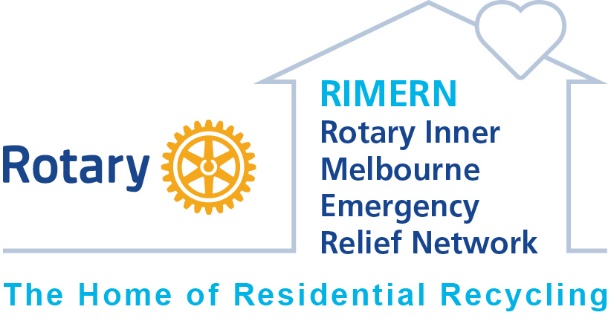 Rotary
RIMERN
Rotary Inner
Melbourne
Emergency
Relief Network
The Home of Residential Recycling